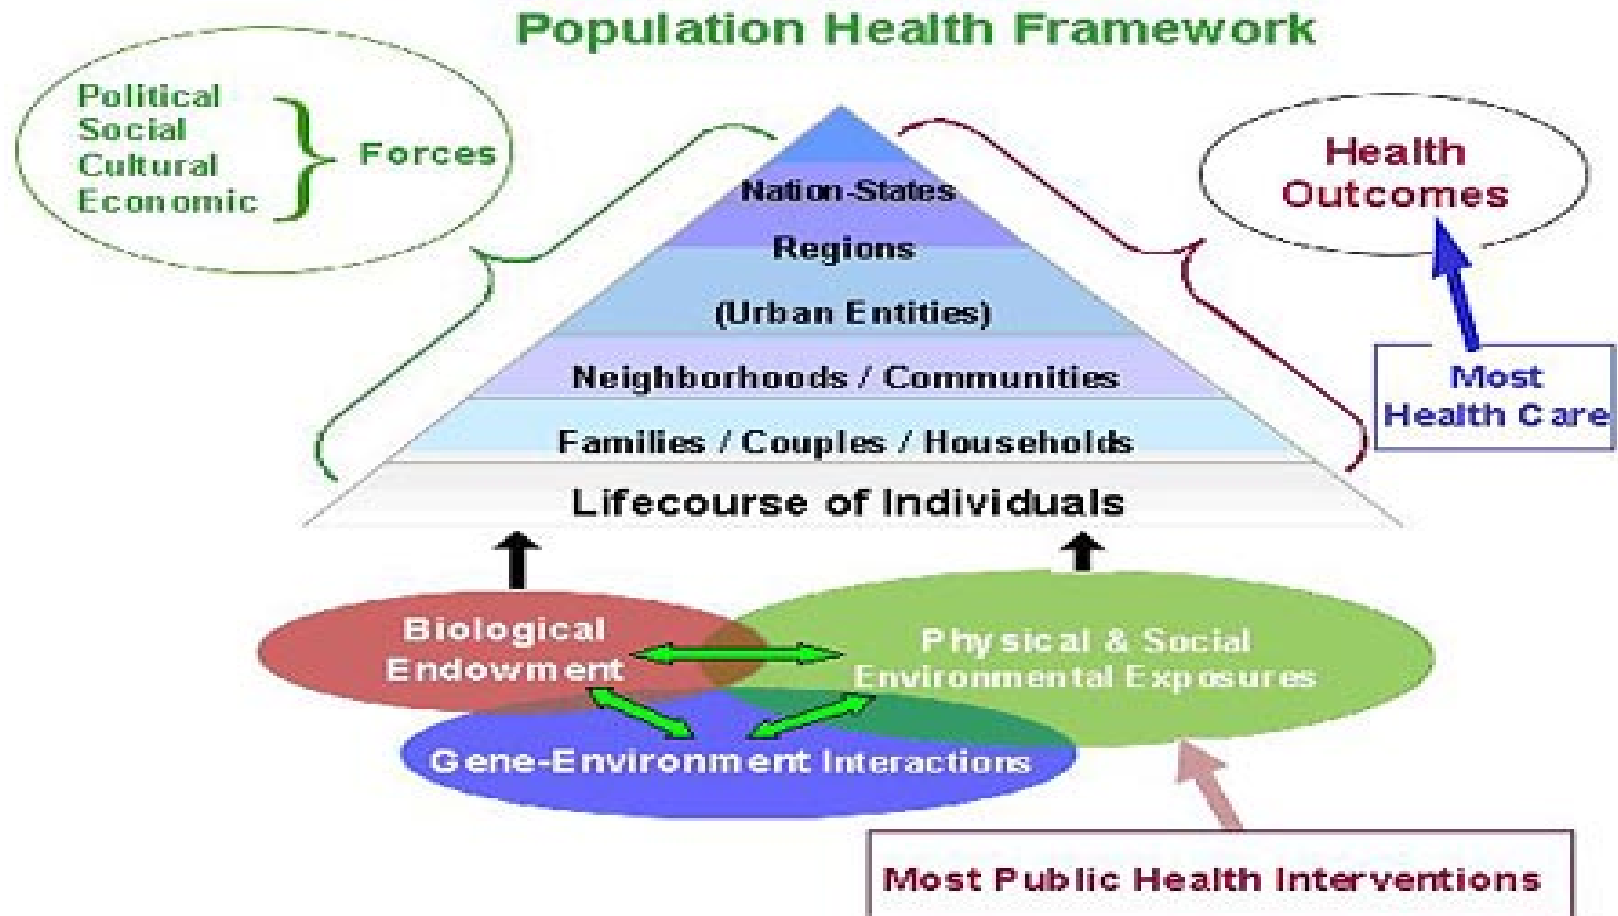 Population Health Framework
Political
Social
Cultural
Economic
Forces
Health
Outcomes
Nation-States
Regions
(Urban Entities)
Neighborhoods / Communities
Families / Couples / Households
Lifecourse of Individuals
Most
Health Care
Biological
Endowment
Physical & Social
Environmental Exposures
Gene-Environment Interactions
Most Public Health Interventions